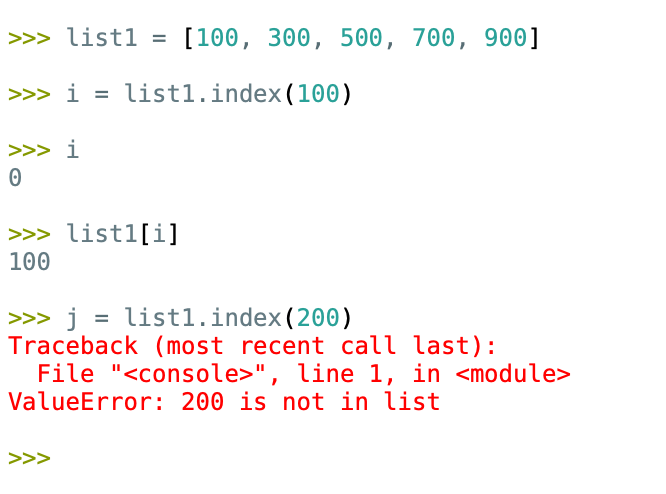 >>> list1 = [100, 300, 500, 700, 900]
>>> i = list1.index(100)
>>> i
0
>>> list1[i]
100
>>> j = list1.index(200)
Traceback (most recent call last):
  File "<console>", line 1, in <module>
ValueError: 200 is not in list
>>>